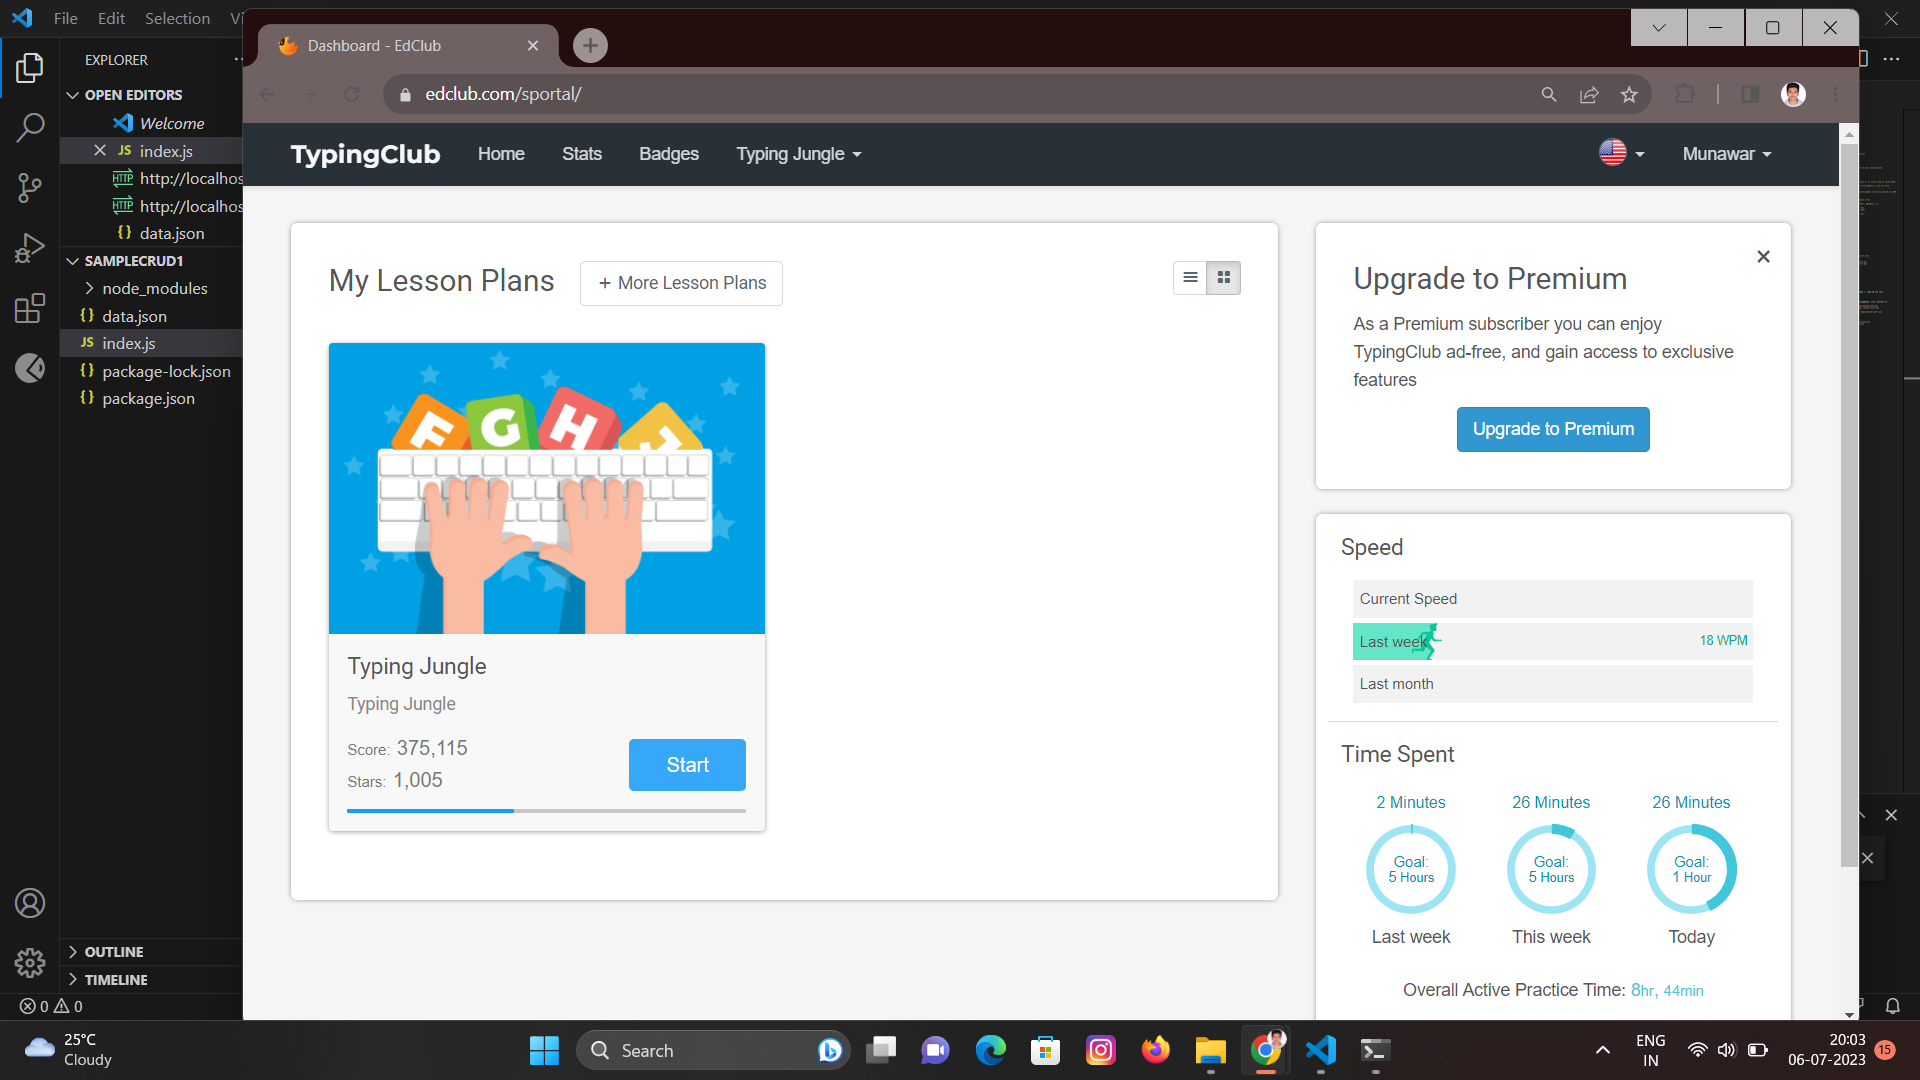 File
Edit
Selection
EXPLORER
OPEN EDITORS
Welcome
JS index.js
HTTP http://localhos
HTTP http://localhos
{} data.json
SAMPLECRUD1
node_modules
{} data.json
JS index.js
{} package-lock.json
{} package.json
OUTLINE
TIMELINE
0 0
Dashboard - EdClub
edclub.com/sportal/
TypingClub
Home
Stats
Badges
Typing Jungle
Munawar
My Lesson Plans
+ More Lesson Plans
F G H J
Typing Jungle
Typing Jungle
Score: 375,115
Stars: 1,005
Start
Upgrade to Premium
As a Premium subscriber you can enjoy
TypingClub ad-free, and gain access to exclusive
features
Upgrade to Premium
Speed
Current Speed
Last week 18 WPM
Last month
Time Spent
2 Minutes
26 Minutes
26 Minutes
Goal:
5 Hours
Goal:
5 Hours
Goal:
1 Hour
Last week
This week
Today
Overall Active Practice Time: 8hr, 44min
25°C
Cloudy
Search
ENG
IN
20:03
06-07-2023
15